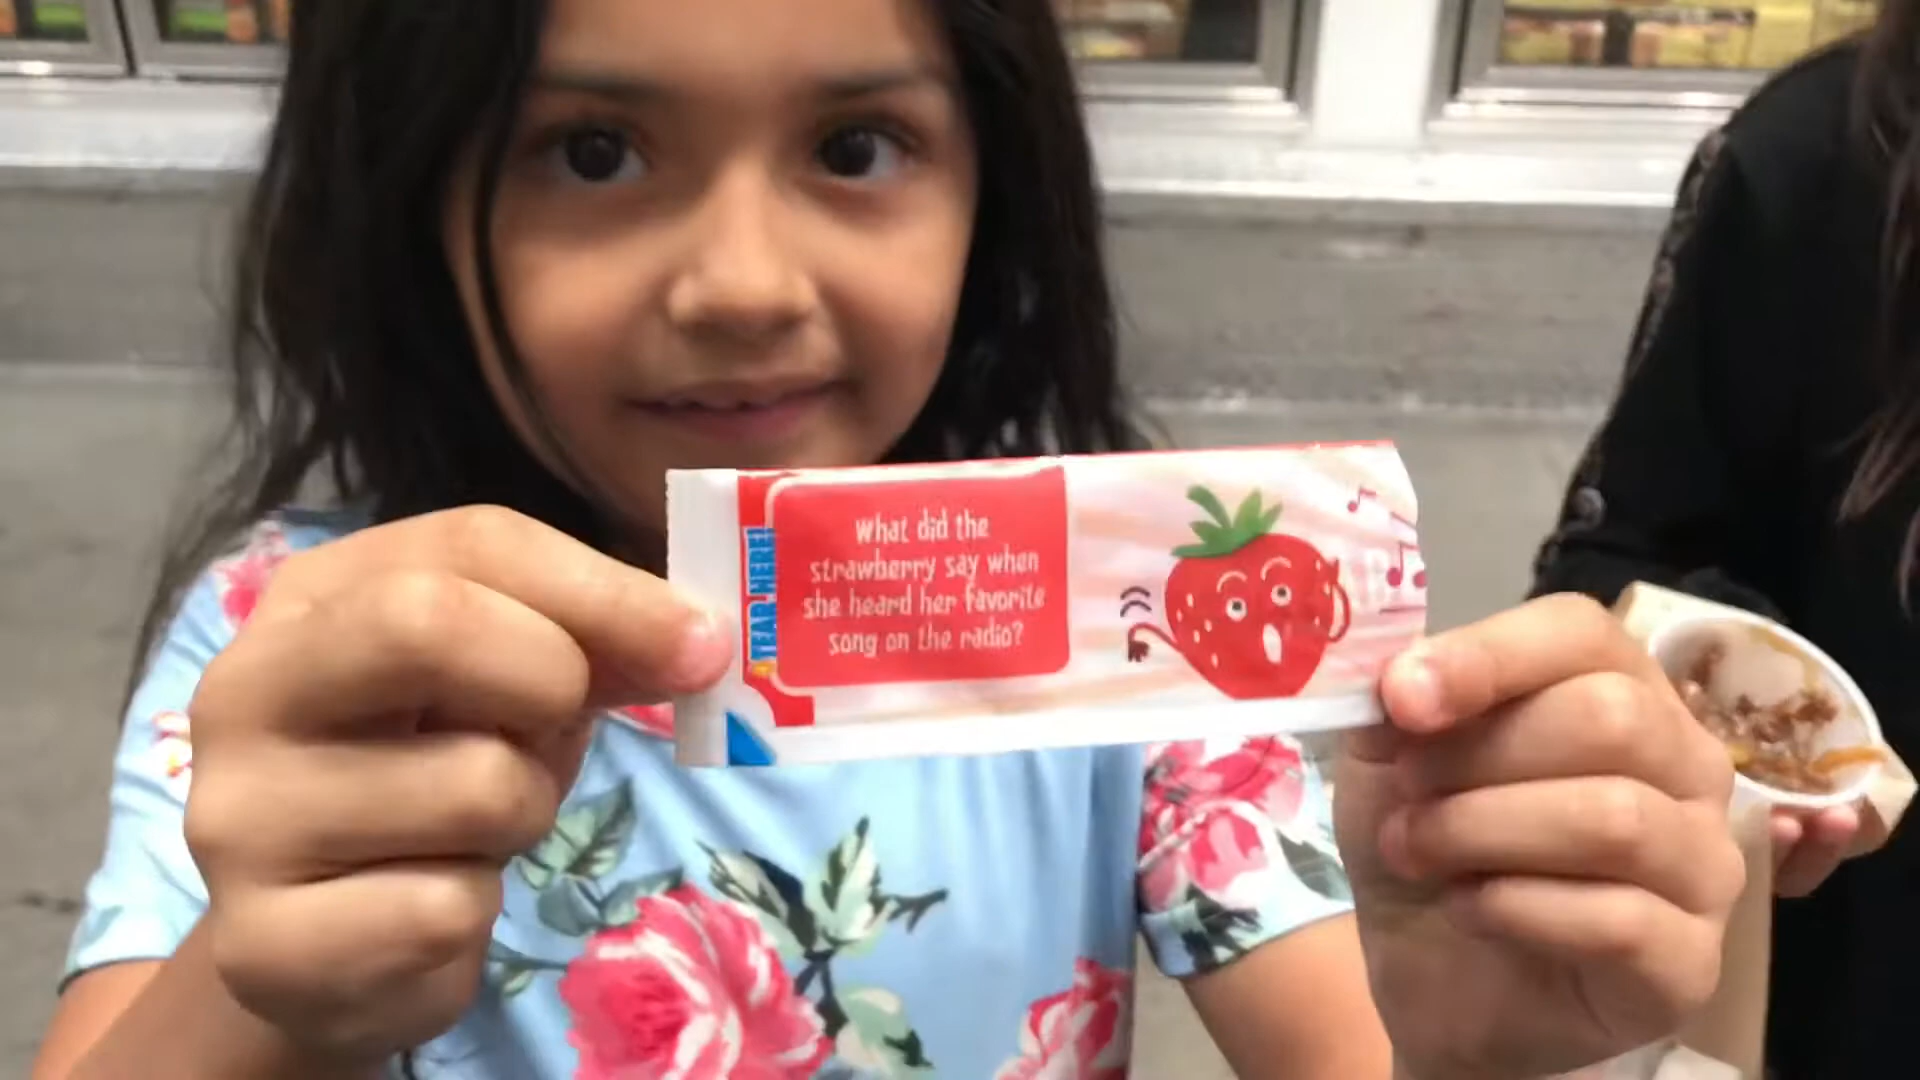 What did the
strawberry say when
she heard her favorite
song on the radio?
TEAR HERE!